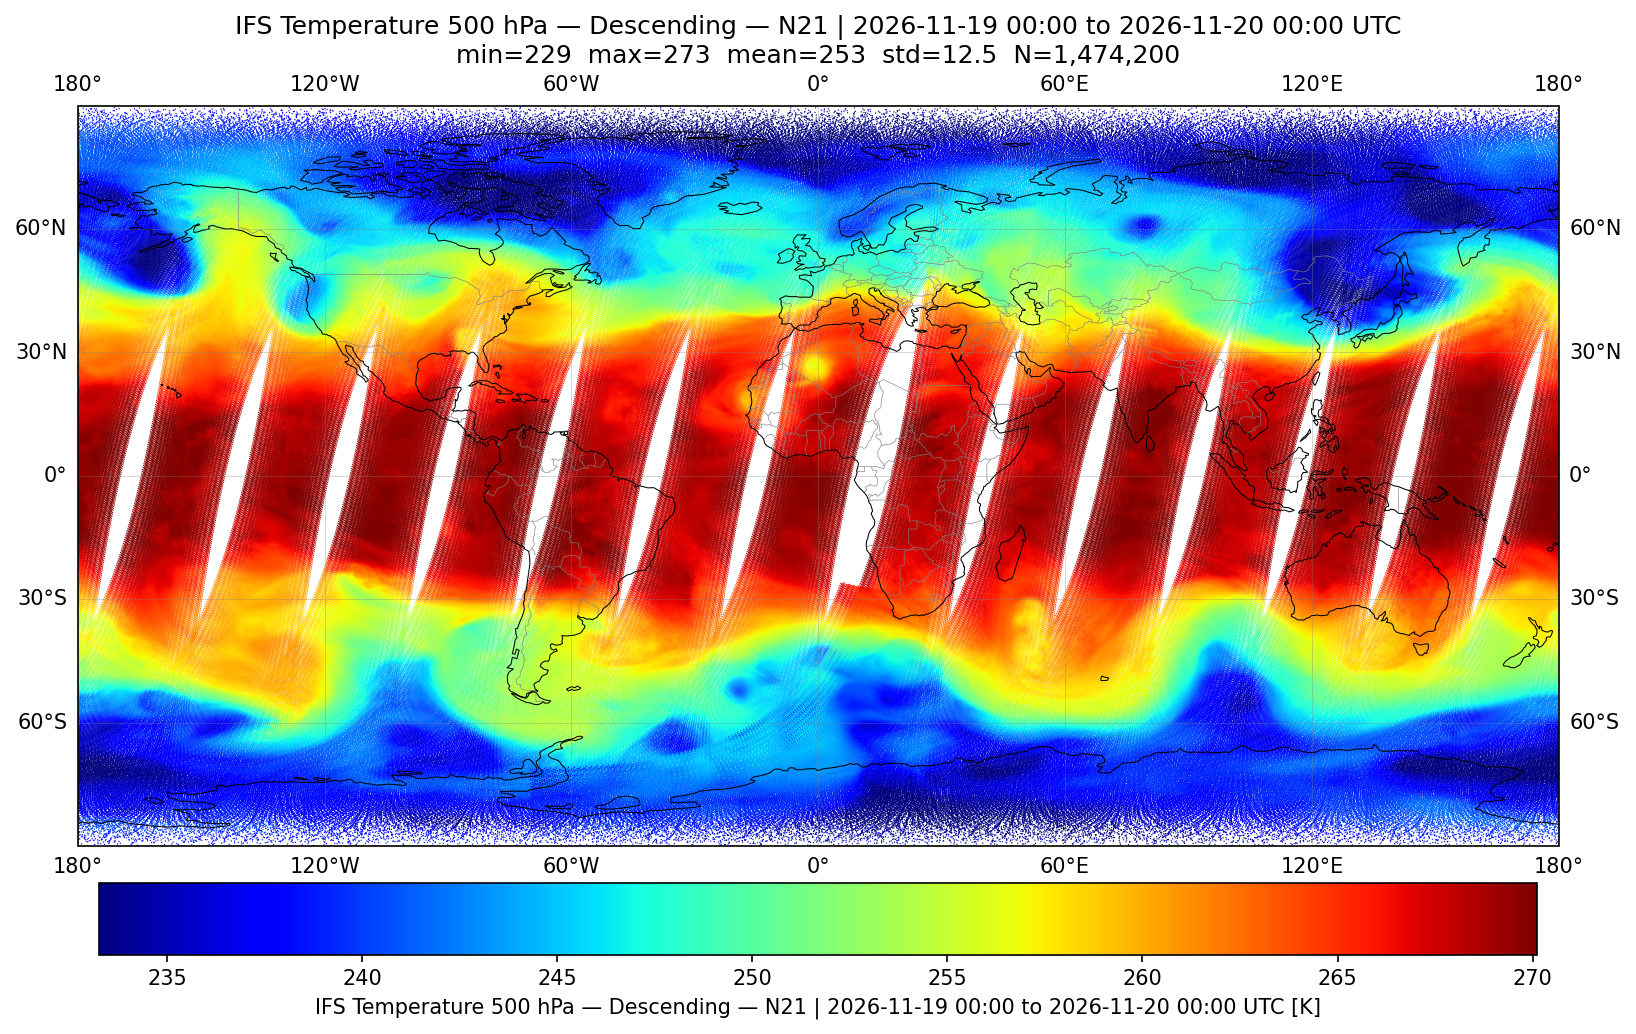 IFS Temperature 500 hPa — Descending — N21 | 2026-11-19 00:00 to 2026-11-20 00:00 UTC
min=229 max=273 mean=253 std=12.5 N=1,474,200
180° 120°W 60°W 0° 60°E 120°E 180°
60°N 60°N
30°N 30°N
0° 0°
30°S 30°S
60°S 60°S
180° 120°W 60°W 0° 60°E 120°E 180°
235 240 245 250 255 260 265 270
IFS Temperature 500 hPa — Descending — N21 | 2026-11-19 00:00 to 2026-11-20 00:00 UTC [K]